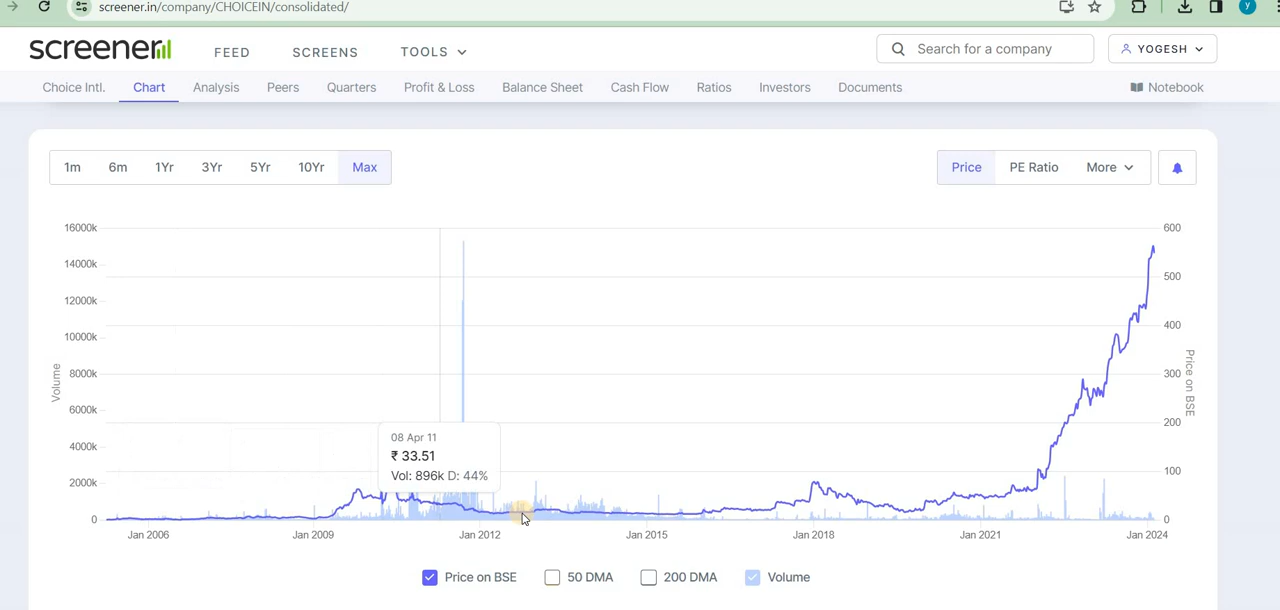 screener.in/company/CHOICEIN/consolidated/
y
screener
FEED
SCREENS
TOOLS
Search for a company
YOGESH
Choice Intl.
Chart
Analysis
Peers
Quarters
Profit & Loss
Balance Sheet
Cash Flow
Ratios
Investors
Documents
Notebook
1m 6m 1Yr 3Yr 5Yr 10Yr Max
Price PE Ratio More
16000k
14000k
12000k
10000k
8000k
6000k
4000k
2000k
0
Volume
600
500
400
300
200
100
0
Price on BSE
08 Apr 11
₹ 33.51
Vol: 896k D: 44%
Jan 2006 Jan 2009 Jan 2012 Jan 2015 Jan 2018 Jan 2021 Jan 2024
Price on BSE 50 DMA 200 DMA Volume